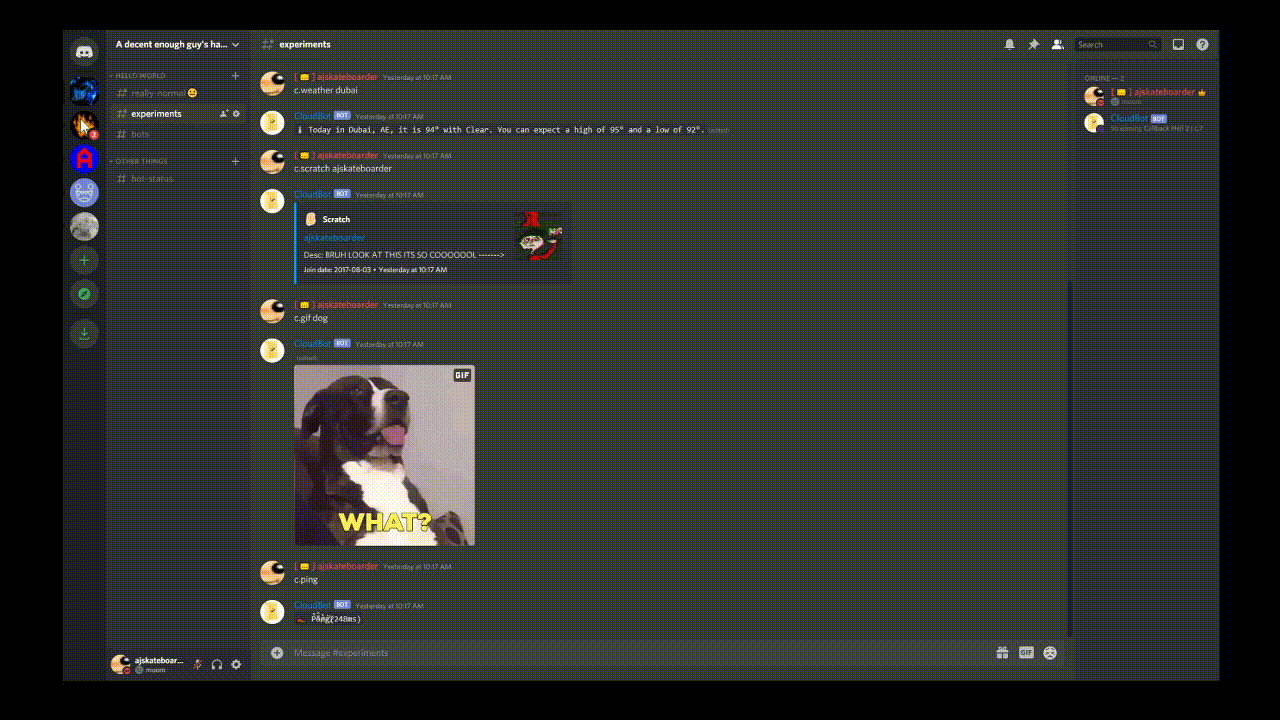 A decent enough guy's ha...
experiments
Search
HELLO WORLD
really-normal
experiments
bots
OTHER THINGS
bot-status
[ ] ajskateboarder Yesterday at 10:17 AM
c.weather dubai
CloudBot BOT Yesterday at 10:17 AM
Today in Dubai, AE, it is 94° with Clear. You can expect a high of 95° and a low of 92°. (edited)
[ ] ajskateboarder Yesterday at 10:17 AM
c.scratch ajskateboarder
CloudBot BOT Yesterday at 10:17 AM
Scratch
ajskateboarder
Desc: BRUH LOOK AT THIS ITS SO COOOOOOL ------->
Join date: 2017-08-03 • Yesterday at 10:17 AM
[ ] ajskateboarder Yesterday at 10:17 AM
c.gif dog
CloudBot BOT Yesterday at 10:17 AM
(edited)
GIF
WHAT?
[ ] ajskateboarder Yesterday at 10:17 AM
c.ping
CloudBot BOT Yesterday at 10:17 AM
(248ms)
Message #experiments
GIF
ajskateboar...
moom
ONLINE — 2
[ ] ajskateboarder
moom
CloudBot BOT
Streaming Callback Hell 2 | c.?
2
A